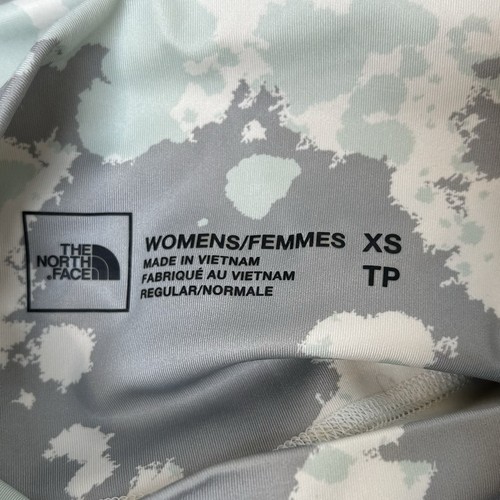 THE
NORTH
FACE
WOMENS/FEMMES XS
MADE IN VIETNAM
FABRIQUÉ AU VIETNAM TP
REGULAR/NORMALE